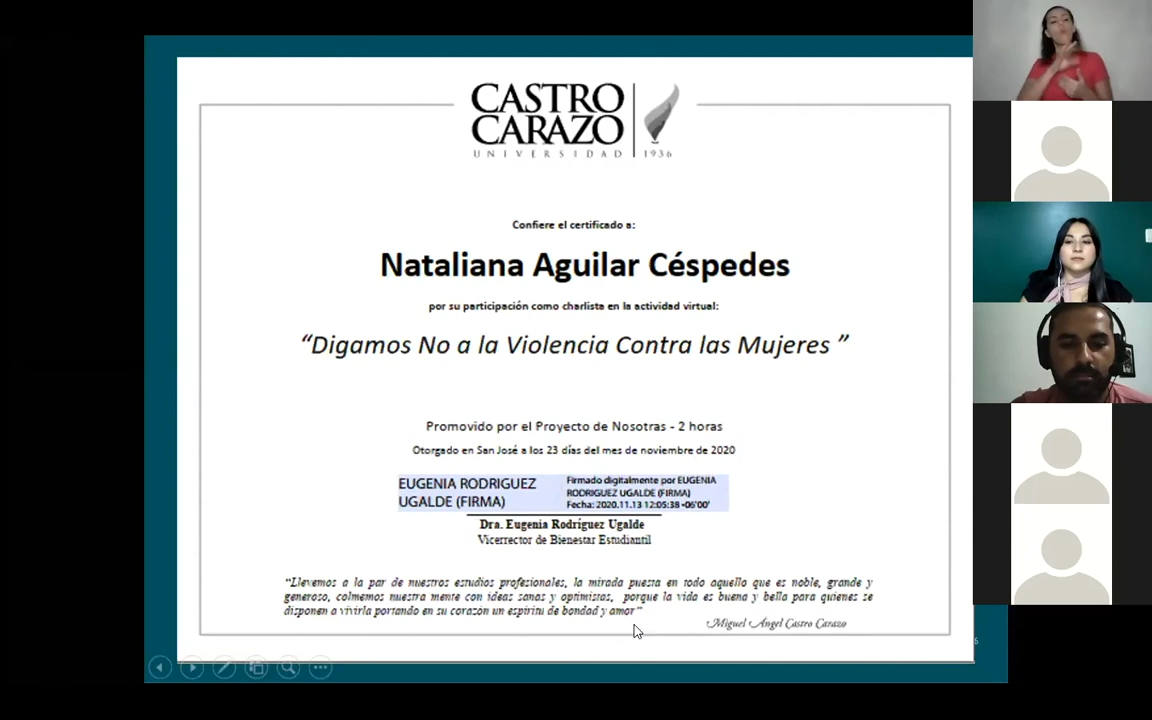 CASTRO
CARAZO
UNIVERSIDAD 1936
Confiere el certificado a:
Nataliana Aguilar Céspedes
por su participación como charlista en la actividad virtual:
“Digamos No a la Violencia Contra las Mujeres ”
Promovido por el Proyecto de Nosotras - 2 horas
Otorgado en San José a los 23 días del mes de noviembre de 2020
EUGENIA RODRIGUEZ
UGALDE (FIRMA)
Firmado digitalmente por EUGENIA
RODRIGUEZ UGALDE (FIRMA)
Fecha: 2020.11.13 12:05:38 -06'00'
Dra. Eugenia Rodríguez Ugalde
Vicerrector de Bienestar Estudiantil
“Llevemos a la par de nuestros estudios profesionales, la mirada puesta en todo aquello que es noble, grande y
generoso, colmemos nuestra mente con ideas sanas y optimistas, porque la vida es buena y bella para quienes se
disponen a vivirla portando en su corazón un espíritu de bondad y amor”
Miguel Ángel Castro Carazo